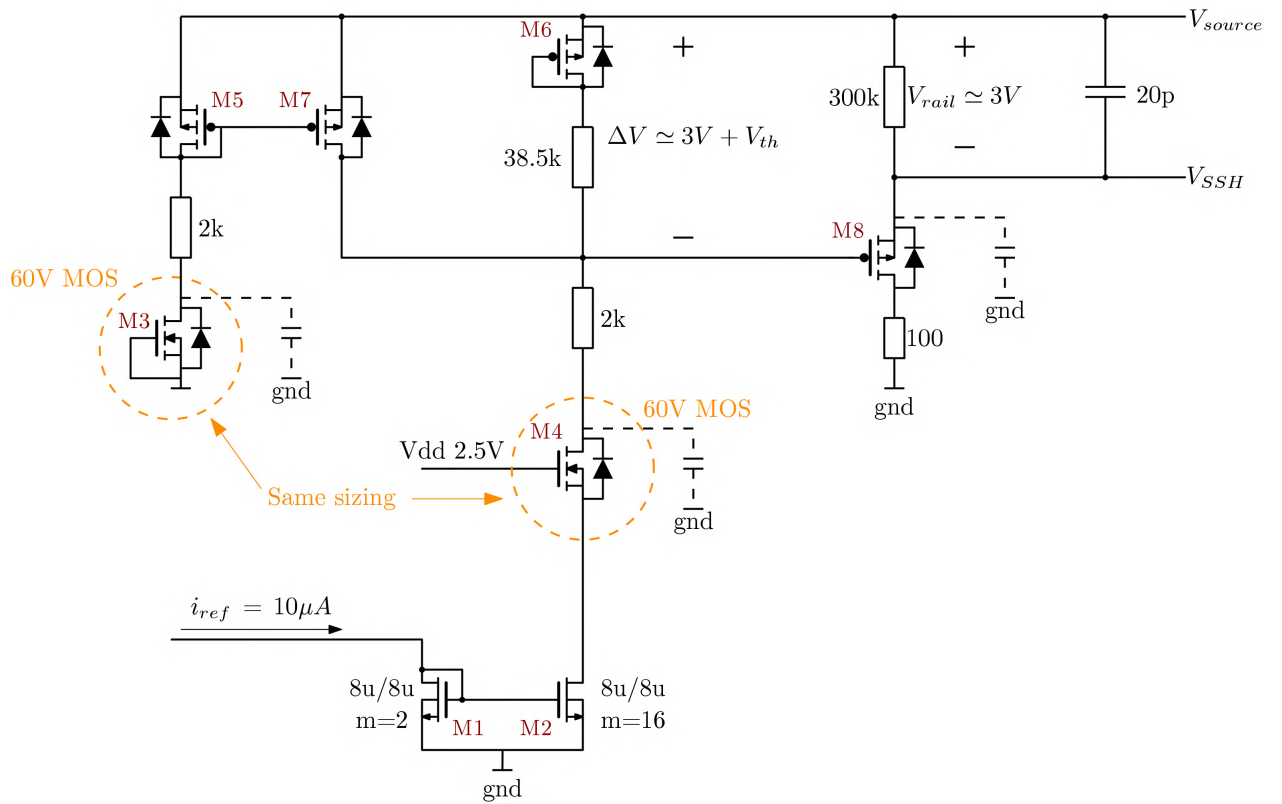 V_source
M6
+
+
M5
M7
300k
V_rail ≃ 3V
20p
ΔV ≃ 3V + V_th
38.5k
−
V_SSH
2k
M8
−
60V MOS
gnd
M3
2k
100
gnd
gnd
60V MOS
M4
Vdd 2.5V
Same sizing
gnd
i_ref = 10μA
8u/8u
m=2
M1
M2
8u/8u
m=16
gnd